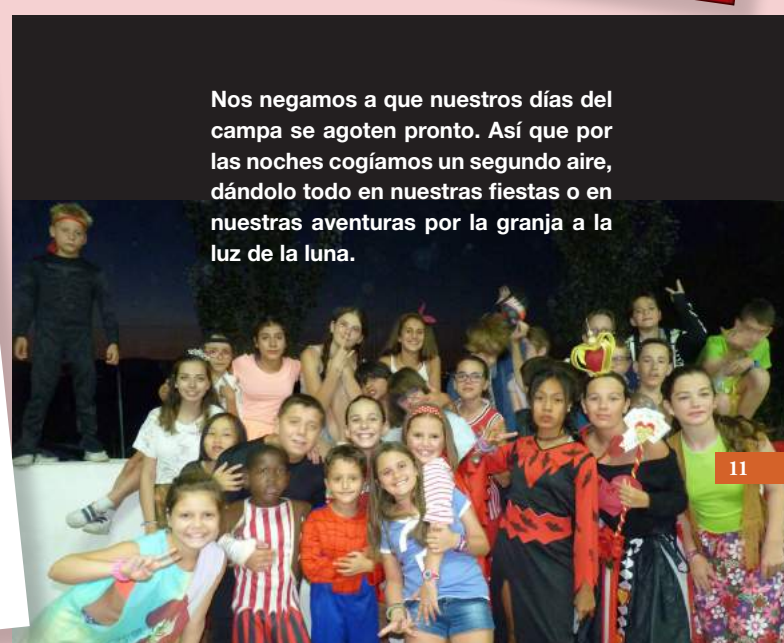 Nos negamos a que nuestros días del
campa se agoten pronto. Así que por
las noches cogíamos un segundo aire,
dándolo todo en nuestras fiestas o en
nuestras aventuras por la granja a la
luz de la luna.
11